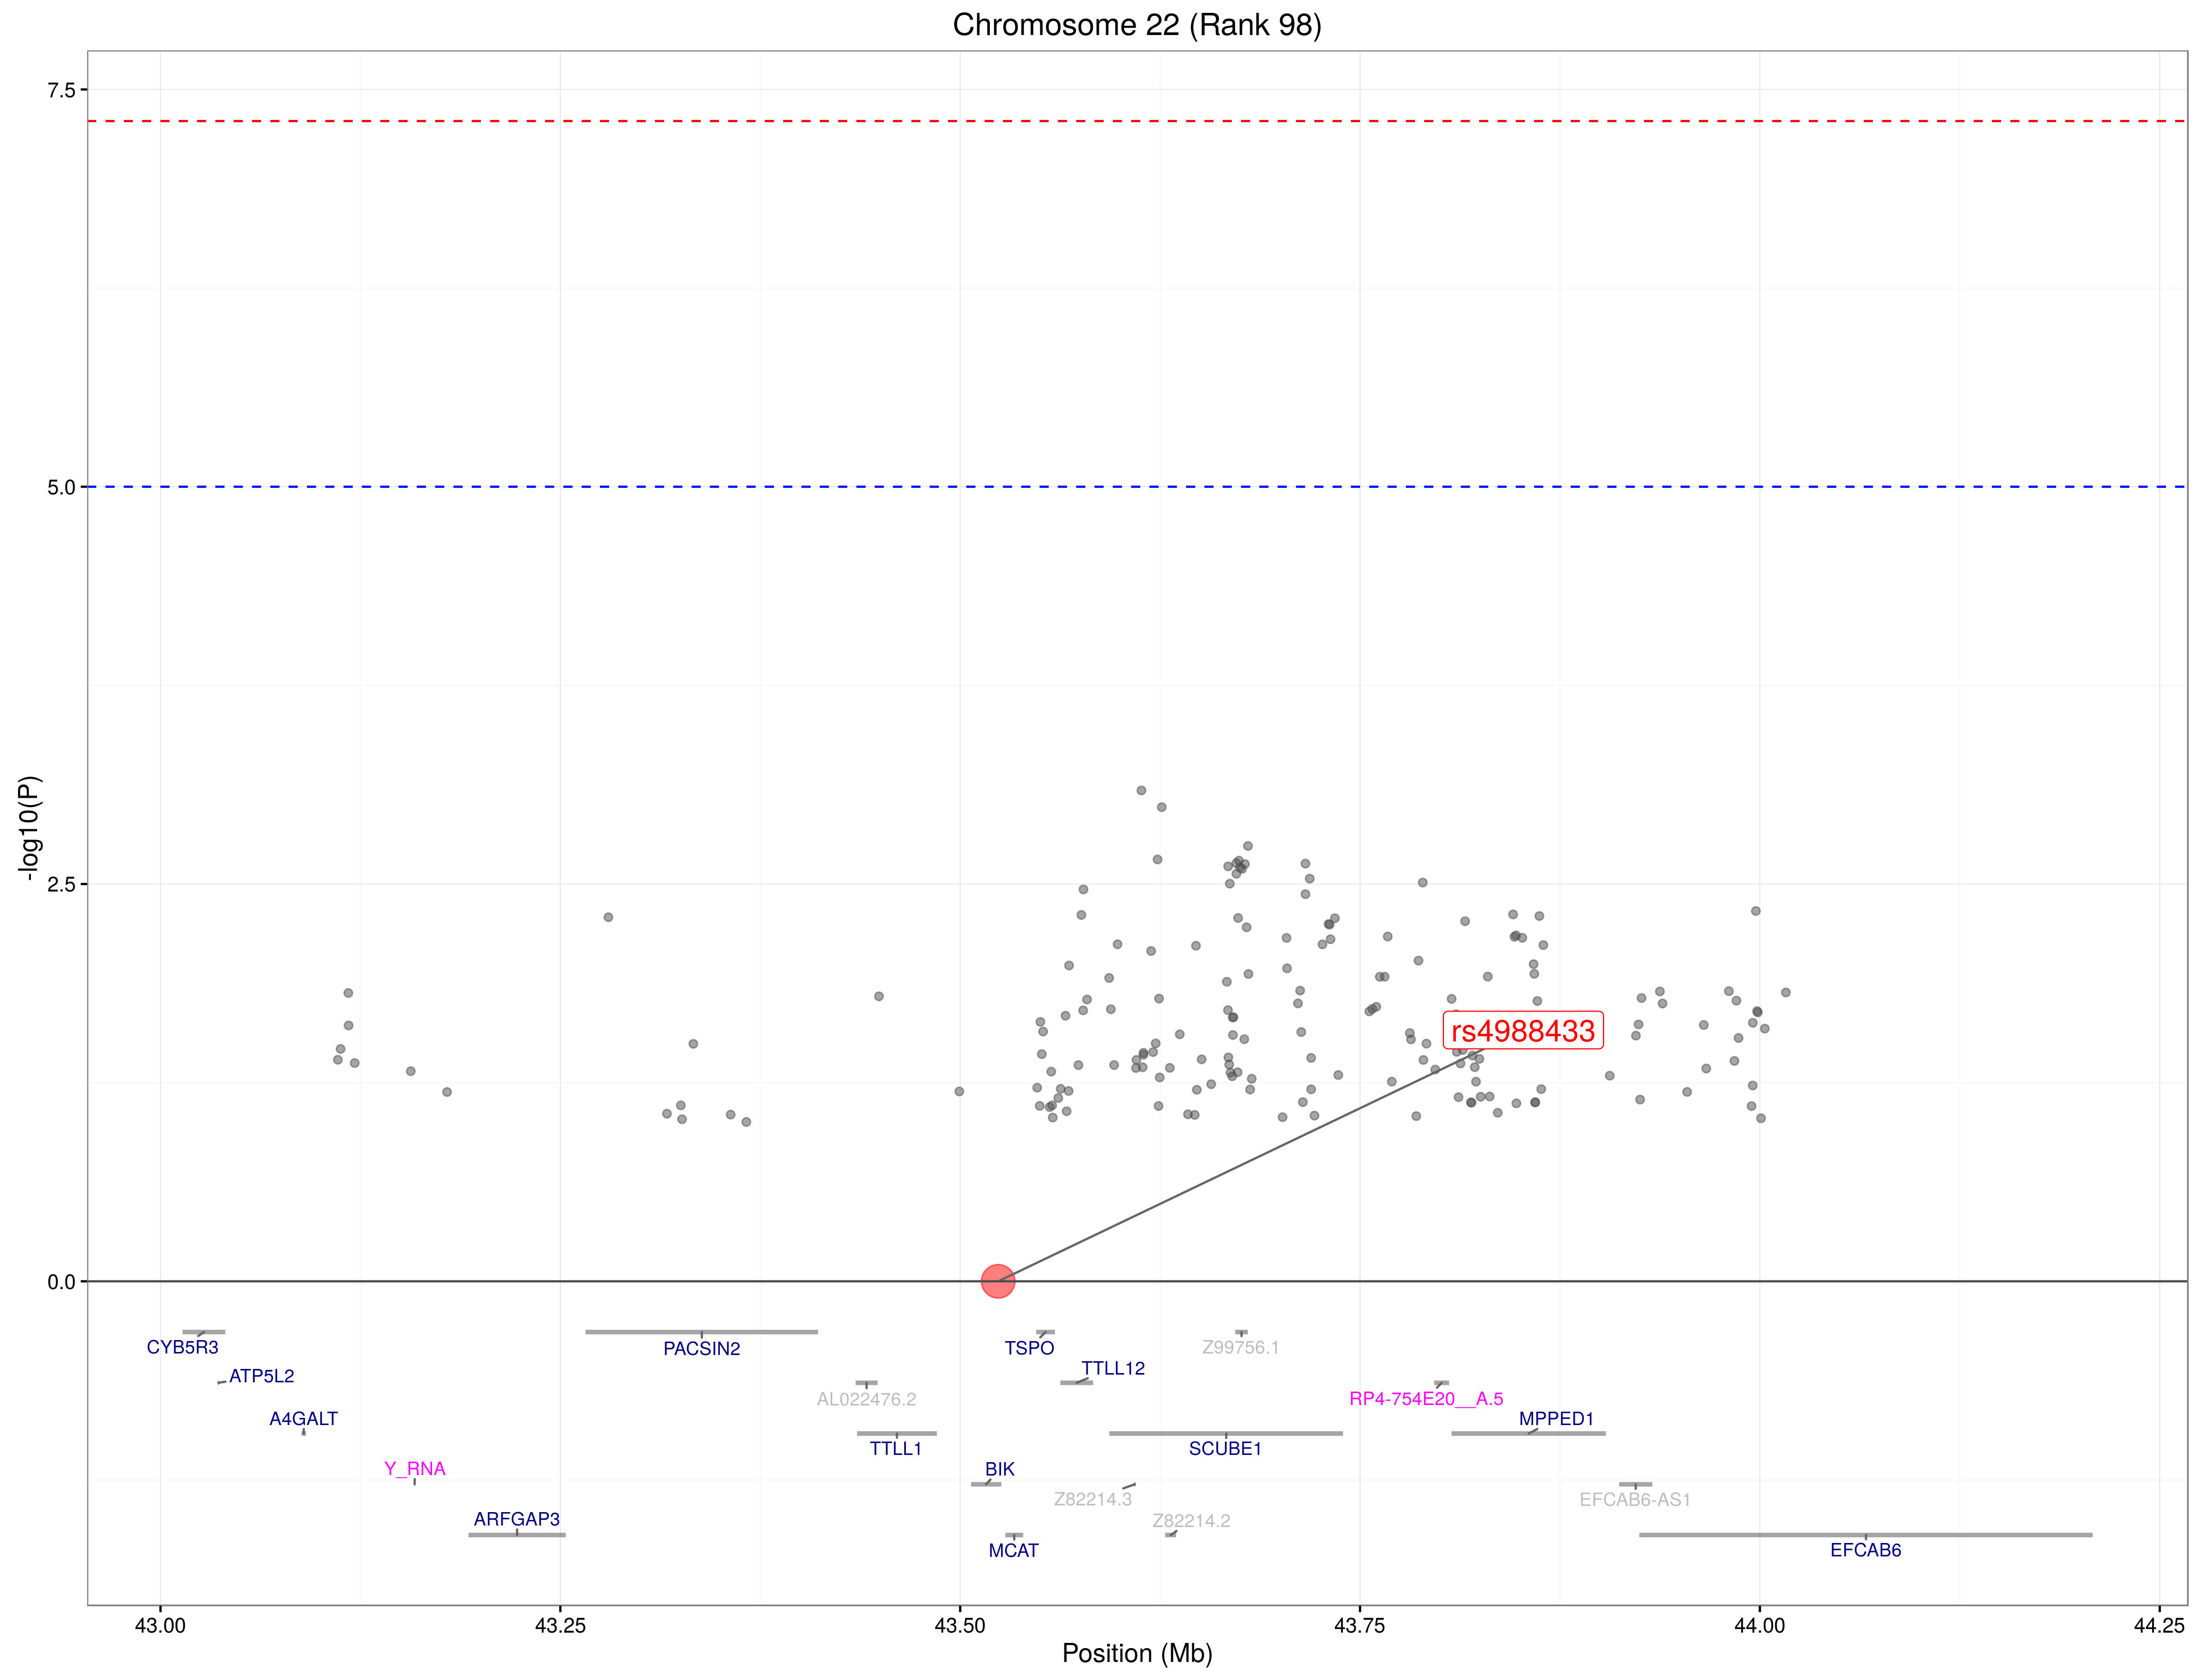 Chromosome 22 (Rank 98)
7.5
5.0
2.5
0.0
-log10(P)
rs4988433
CYB5R3
PACSIN2
TSPO
Z99756.1
ATP5L2
TTLL12
AL022476.2
RP4-754E20__A.5
A4GALT
MPPED1
TTLL1
SCUBE1
Y_RNA
BIK
Z82214.3
EFCAB6-AS1
ARFGAP3
Z82214.2
MCAT
EFCAB6
43.00
43.25
43.50
43.75
44.00
44.25
Position (Mb)